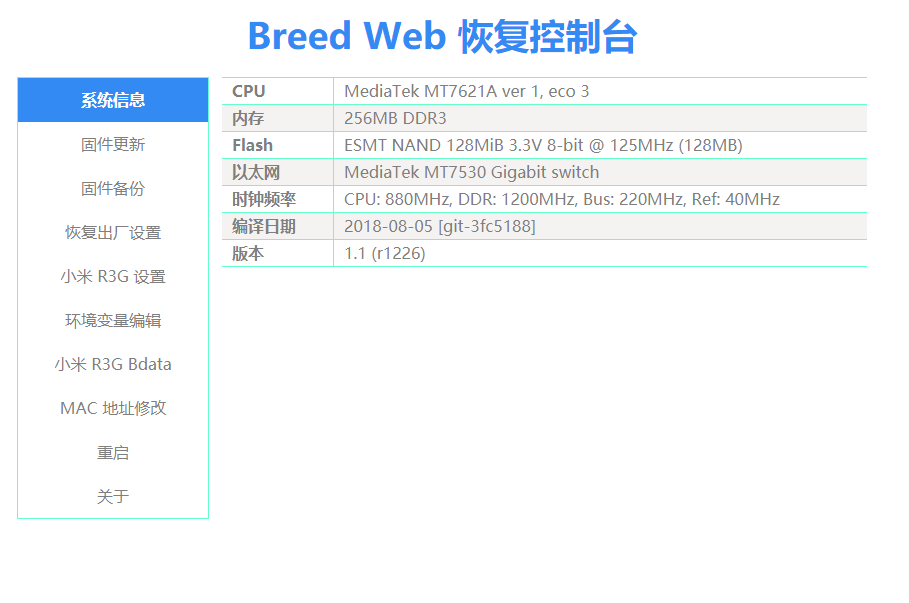 Breed Web 恢复控制台
系统信息
固件更新
固件备份
恢复出厂设置
小米 R3G 设置
环境变量编辑
小米 R3G Bdata
MAC 地址修改
重启
关于
CPU MediaTek MT7621A ver 1, eco 3
内存 256MB DDR3
Flash ESMT NAND 128MiB 3.3V 8-bit @ 125MHz (128MB)
以太网 MediaTek MT7530 Gigabit switch
时钟频率 CPU: 880MHz, DDR: 1200MHz, Bus: 220MHz, Ref: 40MHz
编译日期 2018-08-05 [git-3fc5188]
版本 1.1 (r1226)